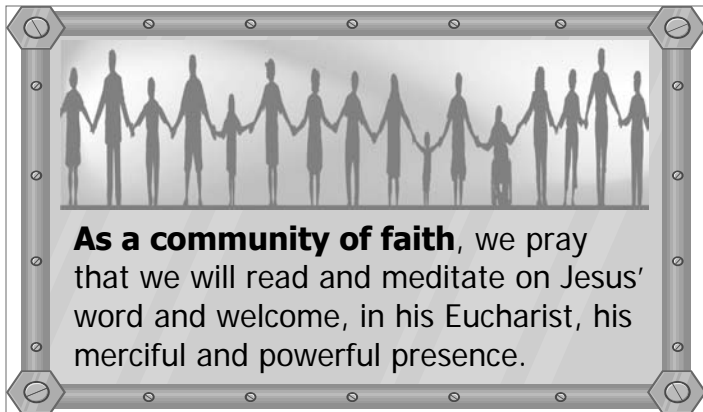 As a community of faith, we pray
that we will read and meditate on Jesus’
word and welcome, in his Eucharist, his
merciful and powerful presence.